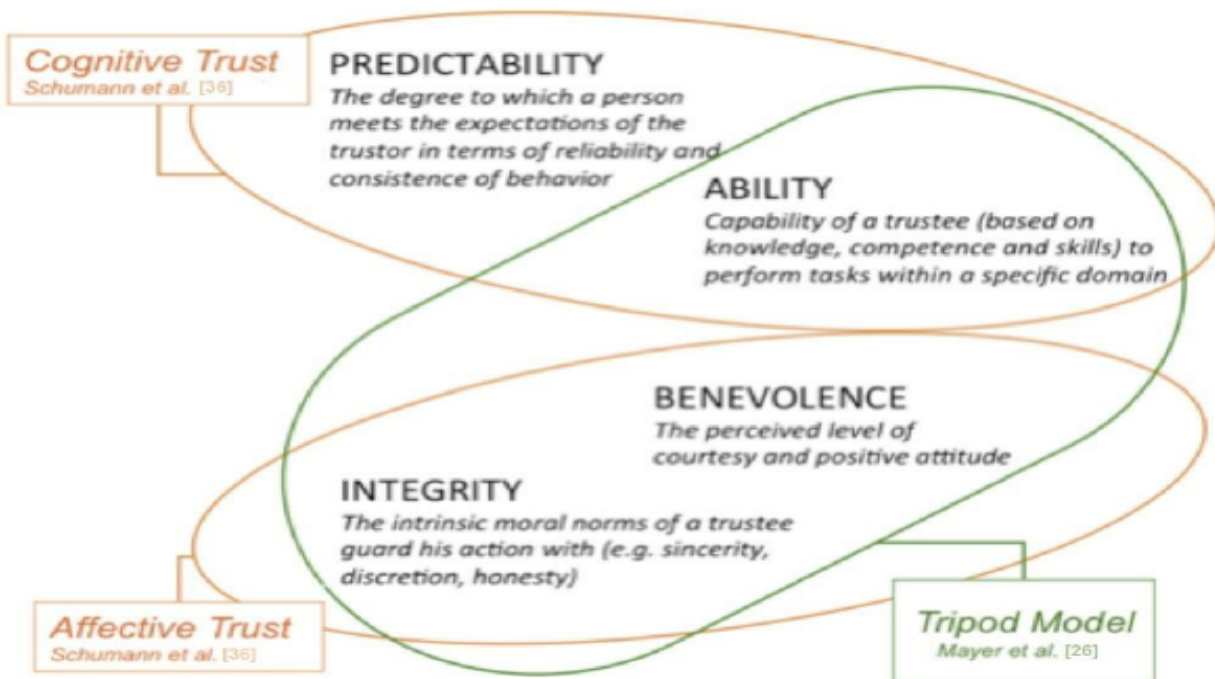 Cognitive Trust
Schumann et al. [36]
PREDICTABILITY
The degree to which a person
meets the expectations of the
trustor in terms of reliability and
consistence of behavior
ABILITY
Capability of a trustee (based on
knowledge, competence and skills) to
perform tasks within a specific domain
BENEVOLENCE
The perceived level of
courtesy and positive attitude
INTEGRITY
The intrinsic moral norms of a trustee
guard his action with (e.g. sincerity,
discretion, honesty)
Affective Trust
Schumann et al. [36]
Tripod Model
Mayer et al. [26]